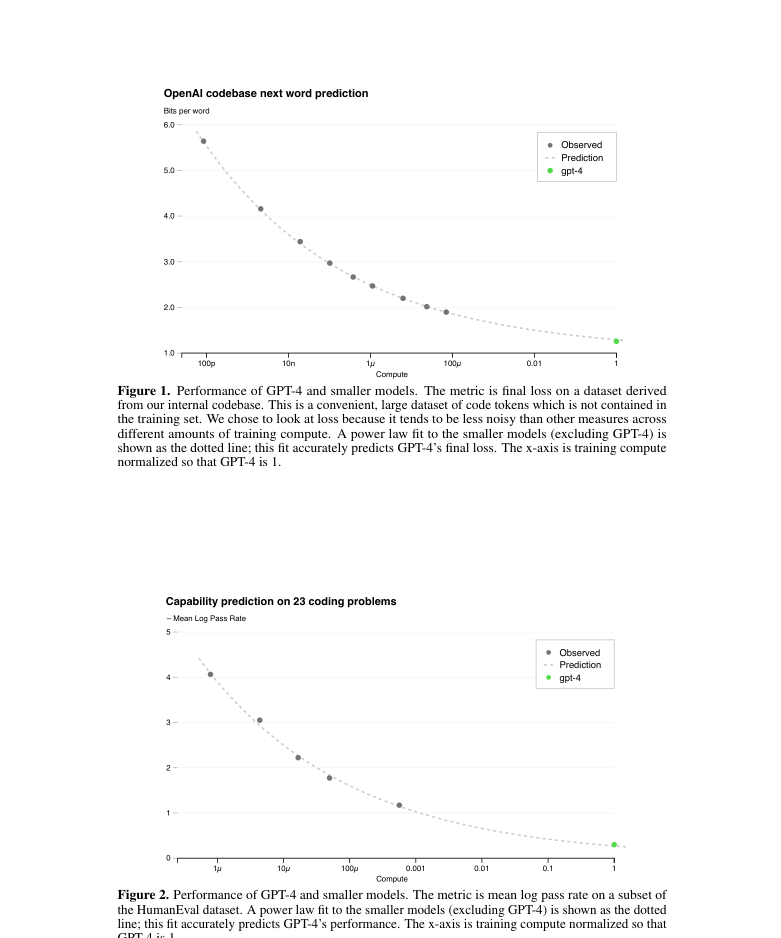 OpenAI codebase next word prediction
Bits per word
6.0
Observed
Prediction
gpt-4
5.0
4.0
3.0
2.0
1.0
100p 10n 1µ 100µ 0.01 1
Compute
Figure 1. Performance of GPT-4 and smaller models. The metric is final loss on a dataset derived
from our internal codebase. This is a convenient, large dataset of code tokens which is not contained in
the training set. We chose to look at loss because it tends to be less noisy than other measures across
different amounts of training compute. A power law fit to the smaller models (excluding GPT-4) is
shown as the dotted line; this fit accurately predicts GPT-4's final loss. The x-axis is training compute
normalized so that GPT-4 is 1.
Capability prediction on 23 coding problems
– Mean Log Pass Rate
5
Observed
Prediction
gpt-4
4
3
2
1
0
1µ 10µ 100µ 0.001 0.01 0.1 1
Compute
Figure 2. Performance of GPT-4 and smaller models. The metric is mean log pass rate on a subset of
the HumanEval dataset. A power law fit to the smaller models (excluding GPT-4) is shown as the dotted
line; this fit accurately predicts GPT-4's performance. The x-axis is training compute normalized so that
GPT-4 is 1.